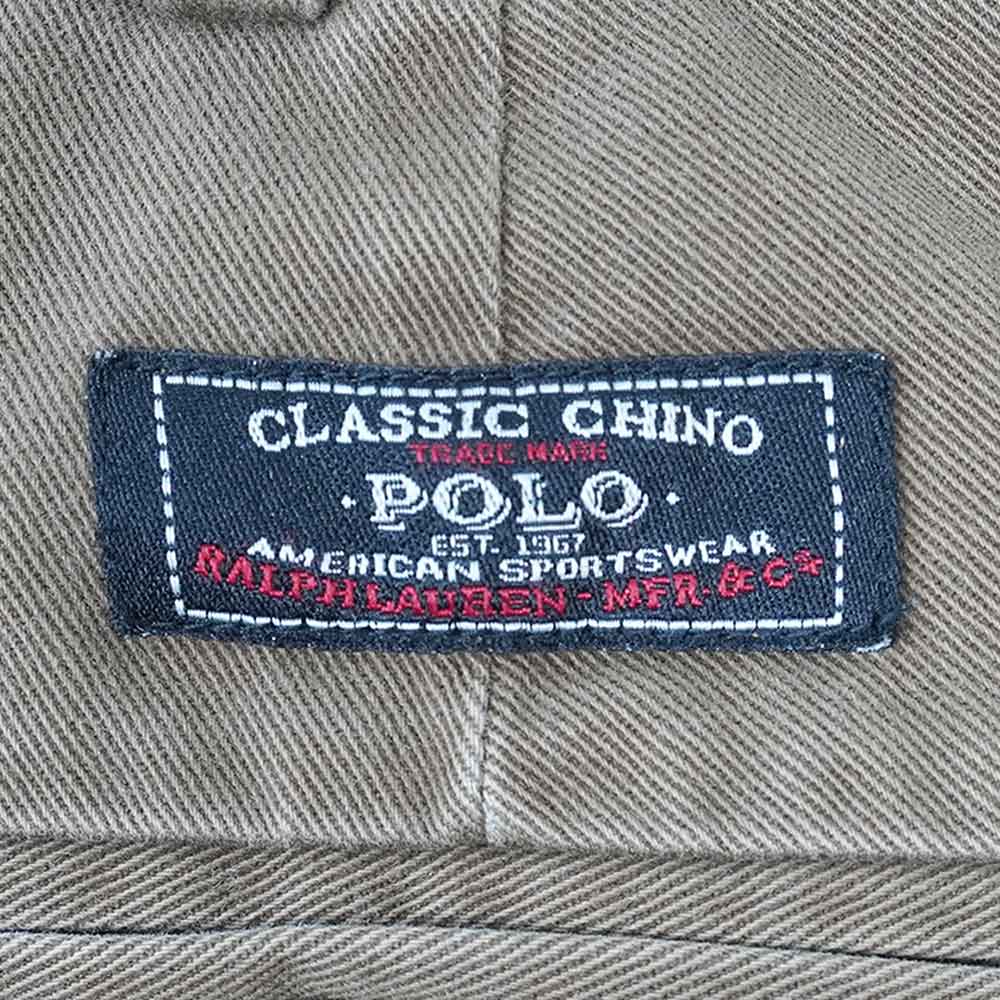 CLASSIC CHINO
TRADE MARK
· POLO ·
EST. 1967
AMERICAN SPORTSWEAR
RALPH LAUREN - MFR. & Co